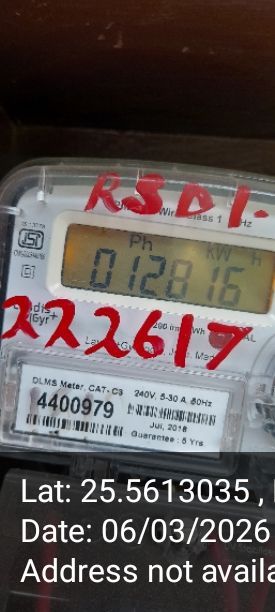 RSD1-
Class 1
Hz
Ph kW h
012816
222617
DLMS Meter, CAT- C3
240V, 5-30 A, 50Hz
4400979
Jul, 2018
Guarantee : 5 Yrs.
Lat: 25.5613035 ,
Date: 06/03/2026
Address not availa